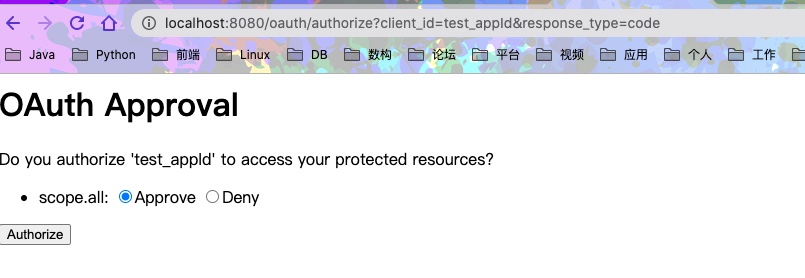 localhost:8080/oauth/authorize?client_id=test_appId&response_type=code
Java Python 前端 Linux DB 数构 论坛 平台 视频 应用 个人 工作
OAuth Approval
Do you authorize 'test_appId' to access your protected resources?
• scope.all: Approve Deny
Authorize